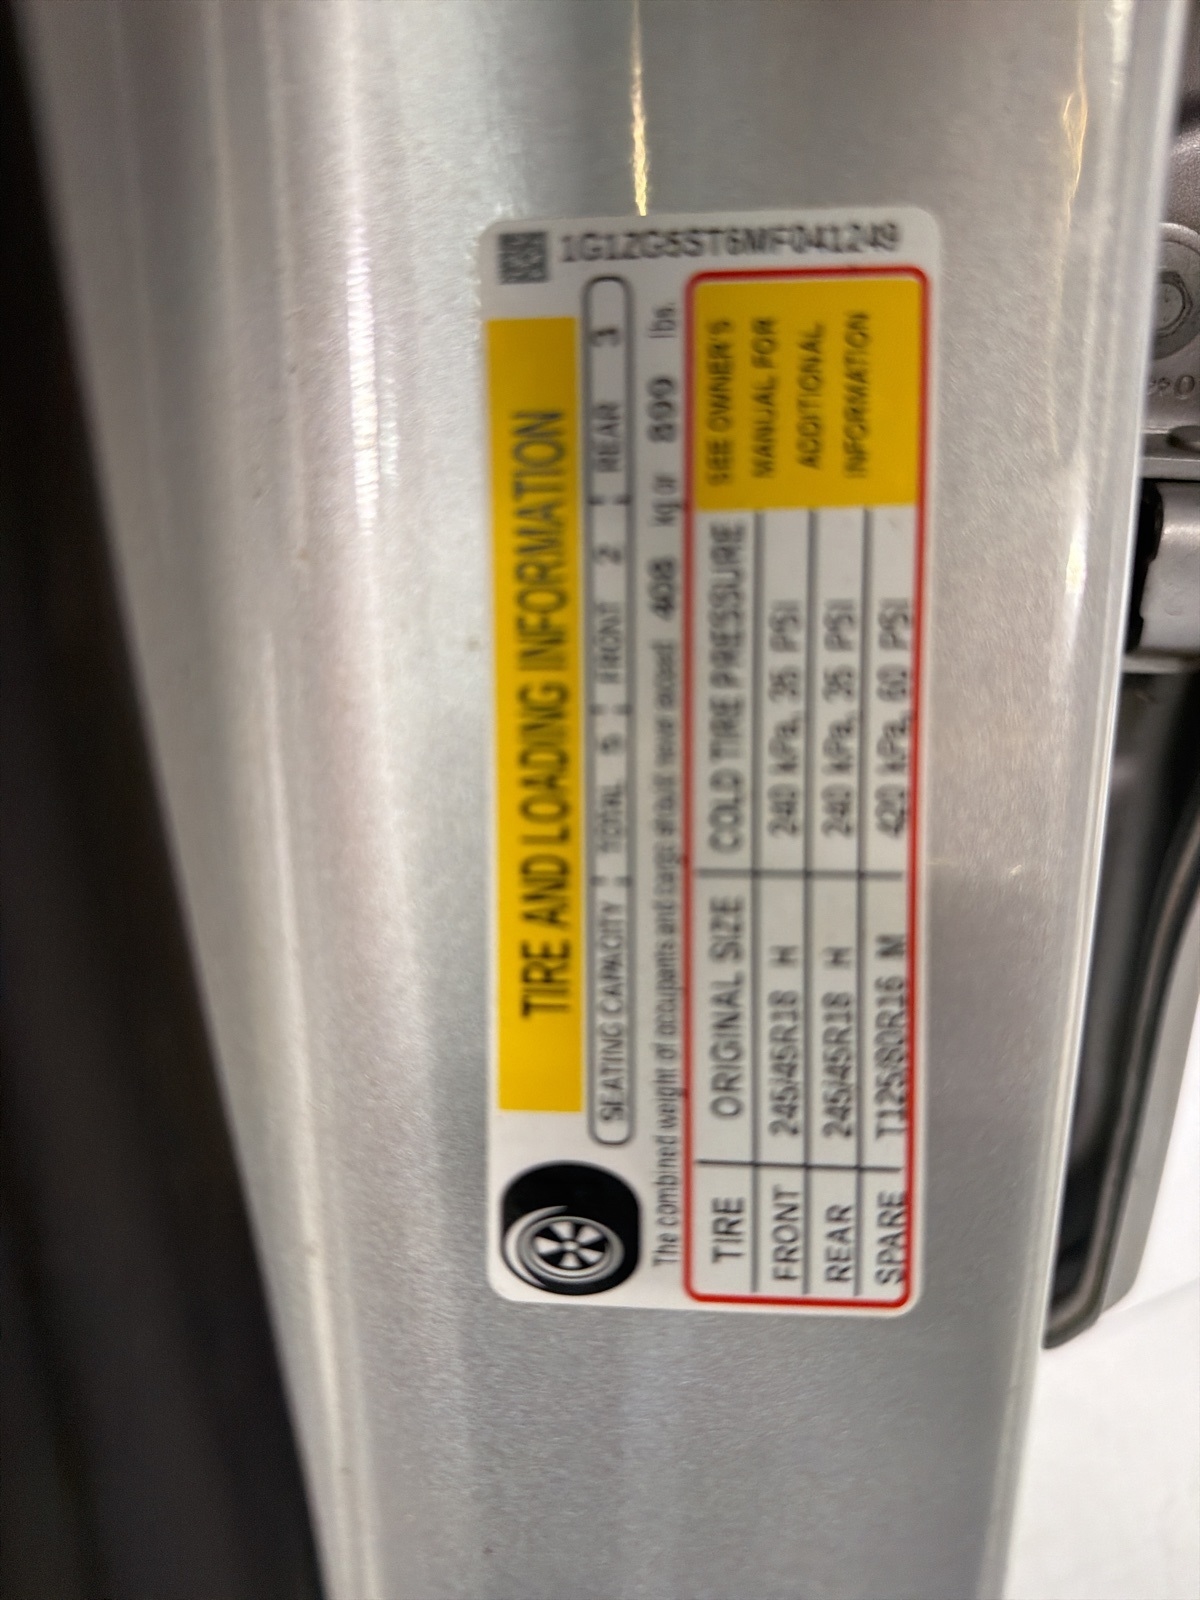 1G1ZG5ST6MF041249
TIRE AND LOADING INFORMATION
SEATING CAPACITY TOTAL 5 FRONT 2 REAR 3
The combined weight of occupants and cargo should never exceed 408 kg or 899 lbs.
TIRE ORIGINAL SIZE COLD TIRE PRESSURE
FRONT 245/45R18 H 240 kPa, 35 PSI
REAR 245/45R18 H 240 kPa, 35 PSI
SPARE T125/80R16 M 420 kPa, 60 PSI
SEE OWNER'S
MANUAL FOR
ADDITIONAL
INFORMATION